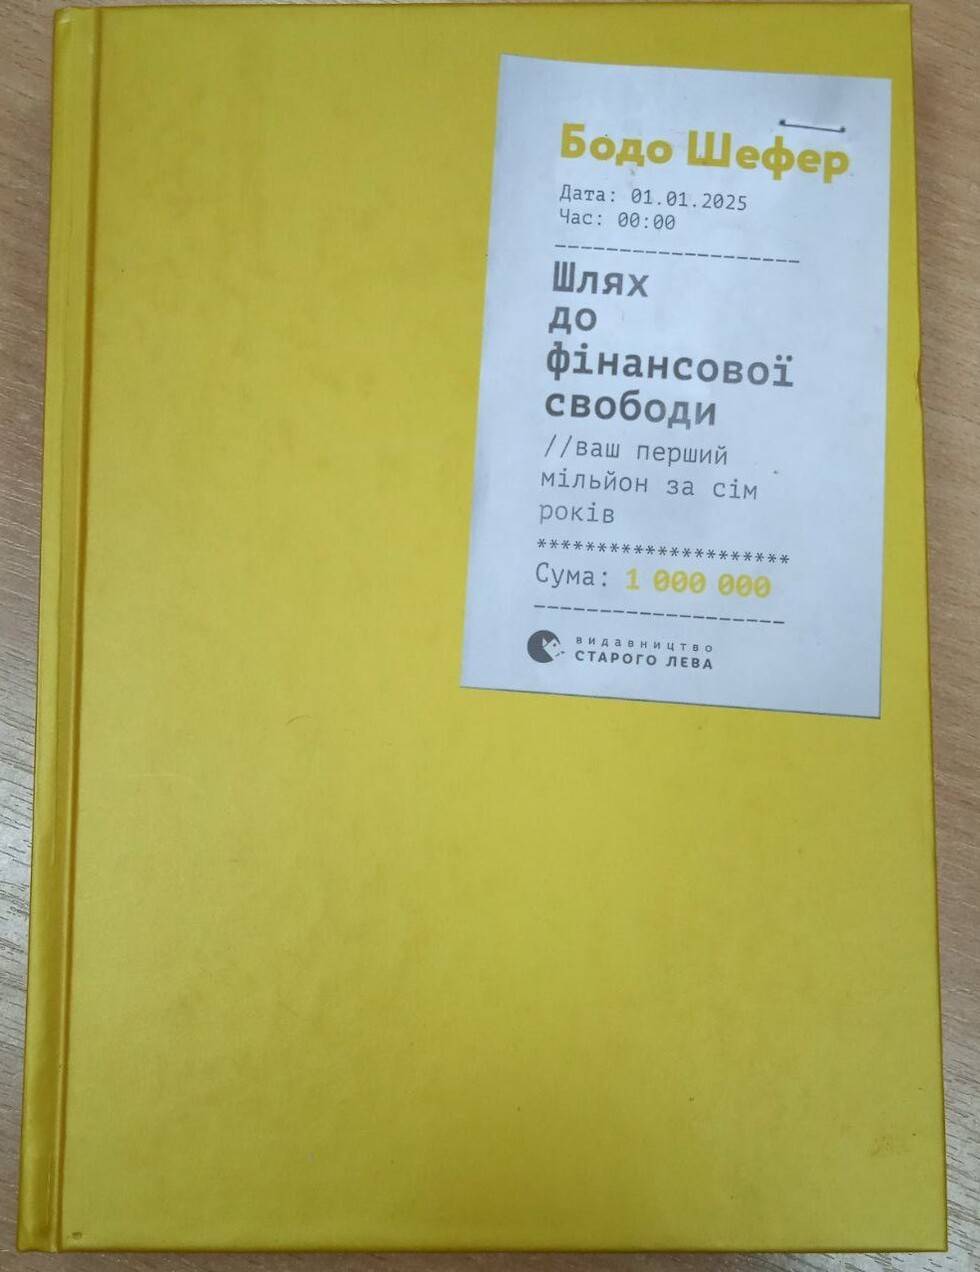 Бодо Шефер
Дата: 01.01.2025
Час: 00:00
-------------------
Шлях
до
фінансової
свободи
//ваш перший
мільйон за сім
років
*********************
Сума: 1 000 000
-------------------
видавництво
СТАРОГО ЛЕВА